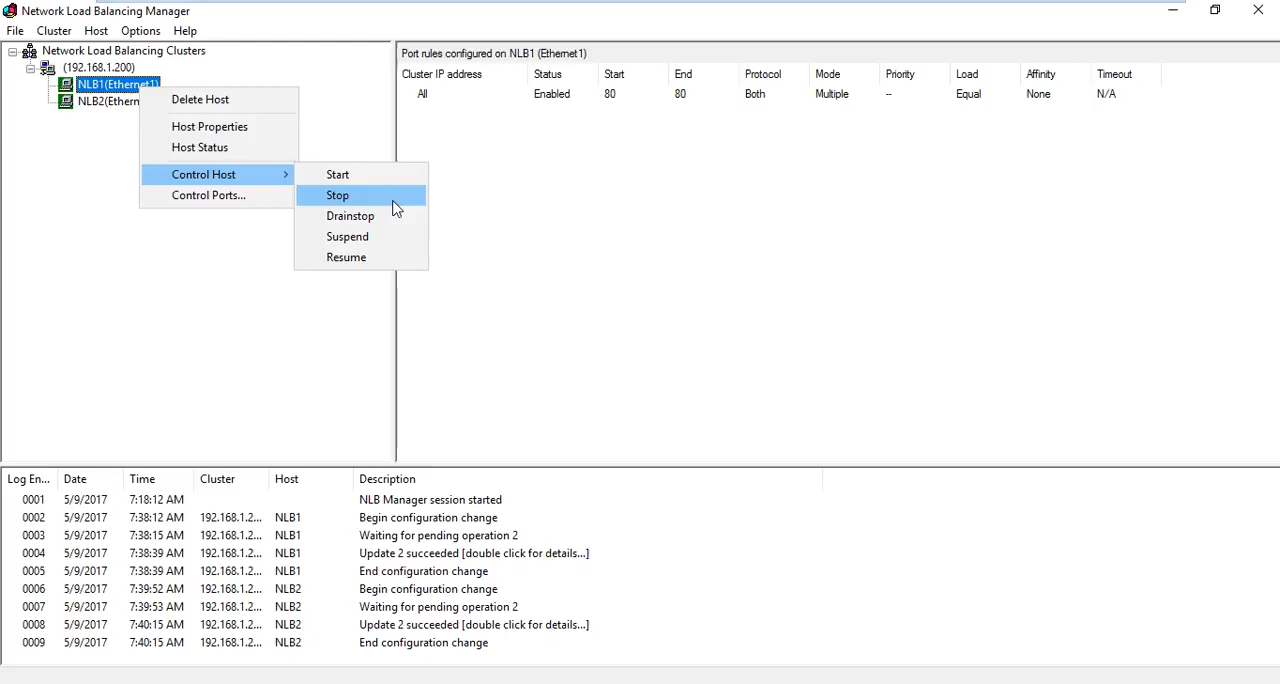 Network Load Balancing Manager
File Cluster Host Options Help
Network Load Balancing Clusters
(192.168.1.200)
NLB1(Ethernet1)
NLB2(Ethern
Delete Host
Host Properties
Host Status
Control Host >
Control Ports...
Start
Stop
Drainstop
Suspend
Resume
Port rules configured on NLB1 (Ethernet1)
Cluster IP address Status Start End Protocol Mode Priority Load Affinity Timeout
All Enabled 80 80 Both Multiple -- Equal None N/A
Log En... Date Time Cluster Host Description
0001 5/9/2017 7:18:12 AM NLB Manager session started
0002 5/9/2017 7:38:12 AM 192.168.1.2... NLB1 Begin configuration change
0003 5/9/2017 7:38:15 AM 192.168.1.2... NLB1 Waiting for pending operation 2
0004 5/9/2017 7:38:39 AM 192.168.1.2... NLB1 Update 2 succeeded [double click for details...]
0005 5/9/2017 7:38:39 AM 192.168.1.2... NLB1 End configuration change
0006 5/9/2017 7:39:52 AM 192.168.1.2... NLB2 Begin configuration change
0007 5/9/2017 7:39:53 AM 192.168.1.2... NLB2 Waiting for pending operation 2
0008 5/9/2017 7:40:15 AM 192.168.1.2... NLB2 Update 2 succeeded [double click for details...]
0009 5/9/2017 7:40:15 AM 192.168.1.2... NLB2 End configuration change